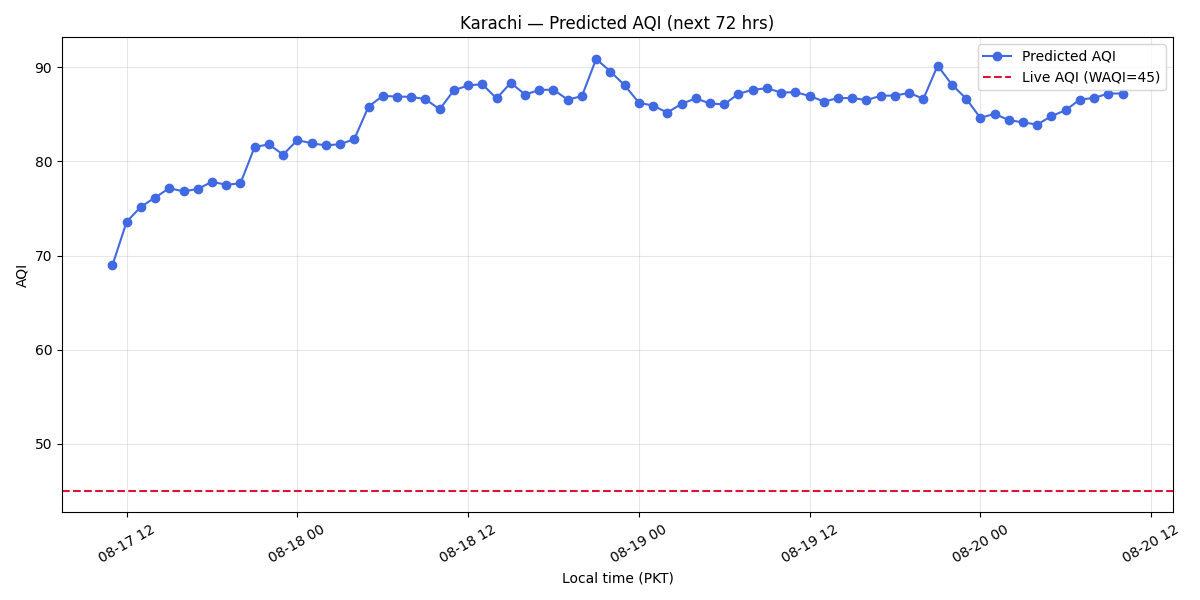 Karachi — Predicted AQI (next 72 hrs)
Predicted AQI
Live AQI (WAQI=45)
AQI
90
80
70
60
50
08-17 12
08-18 00
08-18 12
08-19 00
08-19 12
08-20 00
08-20 12
Local time (PKT)